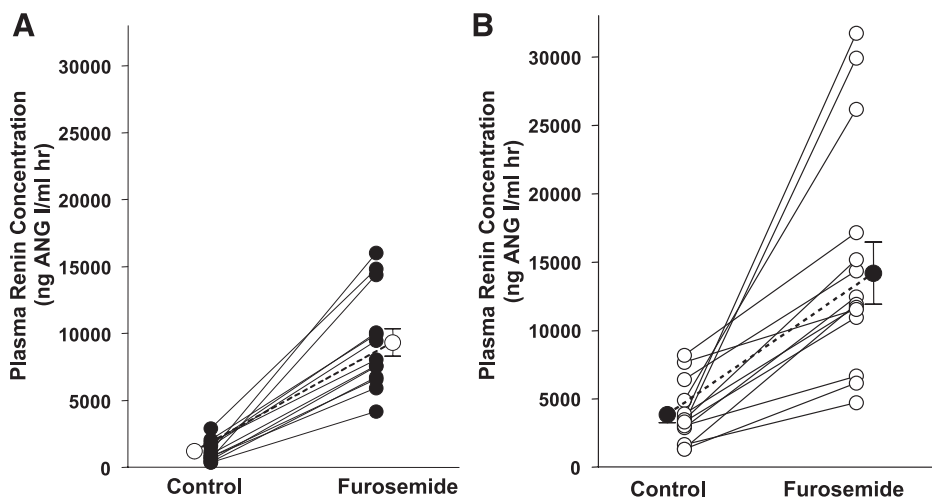 A
Plasma Renin Concentration
(ng ANG I/ml hr)
30000
25000
20000
15000
10000
5000
0
Control Furosemide
B
Plasma Renin Concentration
(ng ANG I/ml hr)
30000
25000
20000
15000
10000
5000
0
Control Furosemide